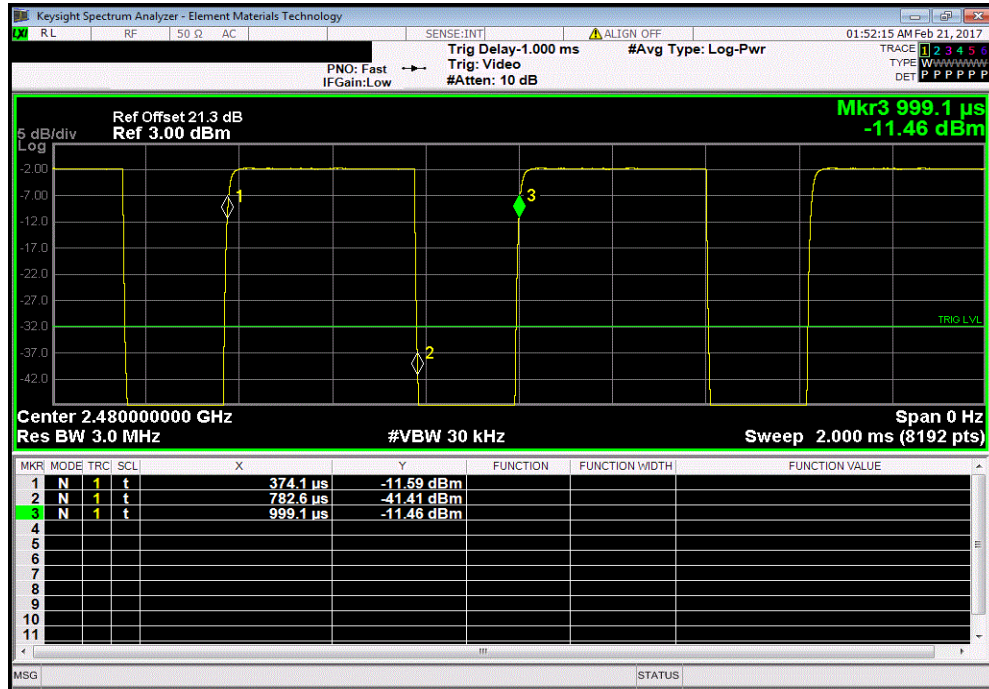 Keysight Spectrum Analyzer - Element Materials Technology
LXI RL RF 50 Ω AC SENSE:INT ALIGN OFF 01:52:15 AM Feb 21, 2017
Trig Delay-1.000 ms #Avg Type: Log-Pwr TRACE 1 2 3 4 5 6
PNO: Fast Trig: Video TYPE WWWWWW
IFGain:Low #Atten: 10 dB DET P P P P P P
Mkr3 999.1 µs
-11.46 dBm
Ref Offset 21.3 dB
5 dB/div Ref 3.00 dBm
Log
-2.00
-7.00
1
3
-12.0
-17.0
-22.0
-27.0
-32.0
TRIG LVL
-37.0
2
-42.0
Center 2.480000000 GHz Span 0 Hz
Res BW 3.0 MHz #VBW 30 kHz Sweep 2.000 ms (8192 pts)
MKR MODE TRC SCL X Y FUNCTION FUNCTION WIDTH FUNCTION VALUE
1 N 1 t 374.1 µs -11.59 dBm
2 N 1 t 782.6 µs -41.41 dBm
3 N 1 t 999.1 µs -11.46 dBm
4
5
6
7
8
9
10
11
MSG STATUS